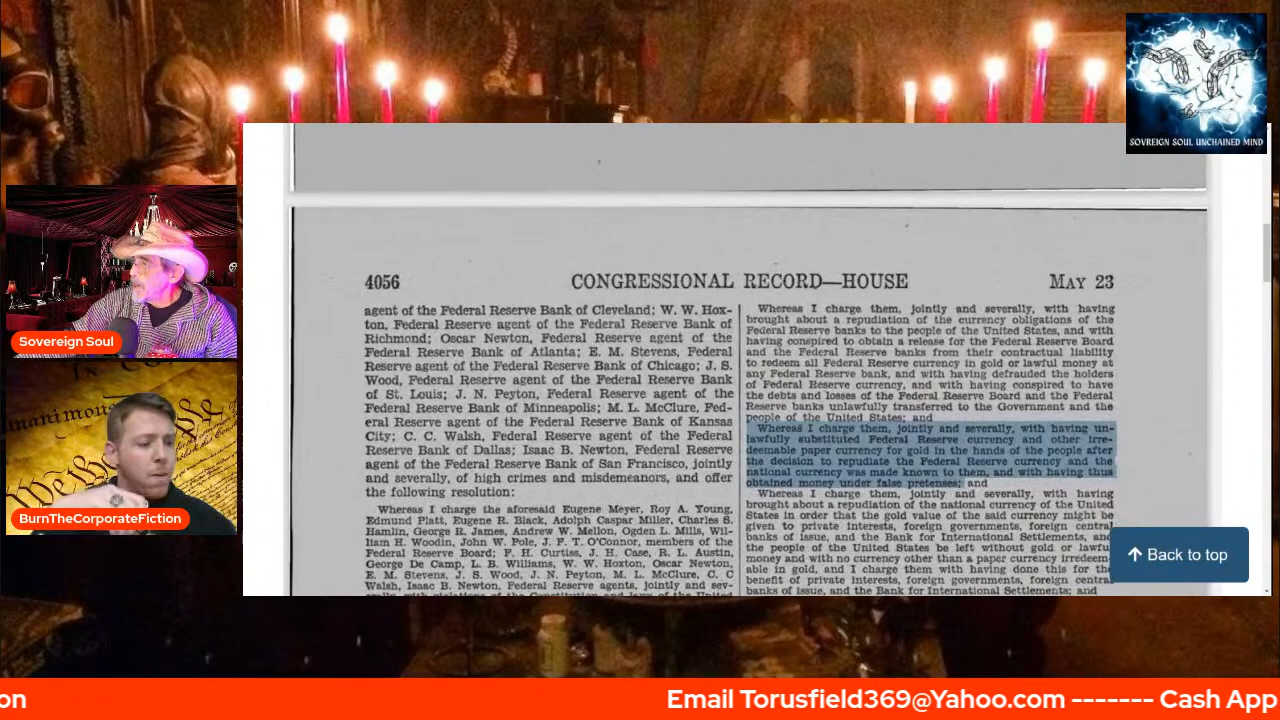 SOVREIGN SOUL UNCHAINED MIND
4056 CONGRESSIONAL RECORD—HOUSE MAY 23
agent of the Federal Reserve Bank of Cleveland; W. W. Hox-
ton, Federal Reserve agent of the Federal Reserve Bank of
Richmond; Oscar Newton, Federal Reserve agent of the
Federal Reserve Bank of Atlanta; E. M. Stevens, Federal
Reserve agent of the Federal Reserve Bank of Chicago; J. S.
Wood, Federal Reserve agent of the Federal Reserve Bank
of St. Louis; J. N. Peyton, Federal Reserve agent of the
Federal Reserve Bank of Minneapolis; M. L. McClure, Fed-
eral Reserve agent of the Federal Reserve Bank of Kansas
City; C. C. Walsh, Federal Reserve agent of the Federal
Reserve Bank of Dallas; Isaac B. Newton, Federal Reserve
agent of the Federal Reserve Bank of San Francisco, jointly
and severally, of high crimes and misdemeanors, and offer
the following resolution:
Whereas I charge the aforesaid Eugene Meyer, Roy A. Young,
Edmund Platt, Eugene R. Black, Adolph Caspar Miller, Charles S.
Hamlin, George R. James, Andrew W. Mellon, Ogden L. Mills, Wil-
liam H. Woodin, John W. Pole, J. F. T. O'Connor, members of the
Federal Reserve Board; F. H. Curtiss, J. H. Case, R. L. Austin,
George De Camp, L. B. Williams, W. W. Hoxton, Oscar Newton,
E. M. Stevens, J. S. Wood, J. N. Peyton, M. L. McClure, C. C
Walsh, Isaac B. Newton, Federal Reserve agents, jointly and sev-
erally, with violations of the Constitution and laws of the United
Whereas I charge them, jointly and severally, with having
brought about a repudiation of the currency obligations of the
Federal Reserve banks to the people of the United States, and with
having conspired to obtain a release for the Federal Reserve Board
and the Federal Reserve banks from their contractual liability
to redeem all Federal Reserve currency in gold or lawful money at
any Federal Reserve bank, and with having defrauded the holders
of Federal Reserve currency, and with having conspired to have
the debts and losses of the Federal Reserve Board and the Federal
Reserve banks unlawfully transferred to the Government and the
people of the United States; and
Whereas I charge them, jointly and severally, with having un-
lawfully substituted Federal Reserve currency and other irre-
deemable paper currency for gold in the hands of the people after
the decision to repudiate the Federal Reserve currency and the
national currency was made known to them, and with having thus
obtained money under false pretenses; and
Whereas I charge them, jointly and severally, with having
brought about a repudiation of the national currency of the United
States in order that the gold value of the said currency might be
given to private interests, foreign governments, foreign central
banks of issue, and the Bank for International Settlements, and
the people of the United States be left without gold or lawfu
money and with no currency other than a paper currency irredeem
able in gold, and I charge them with having done this for the
benefit of private interests, foreign governments, foreign central
banks of issue, and the Bank for International Settlements; and
Back to top
Sovereign Soul
BurnTheCorporateFiction
on Email Torusfield369@Yahoo.com ------- Cash App